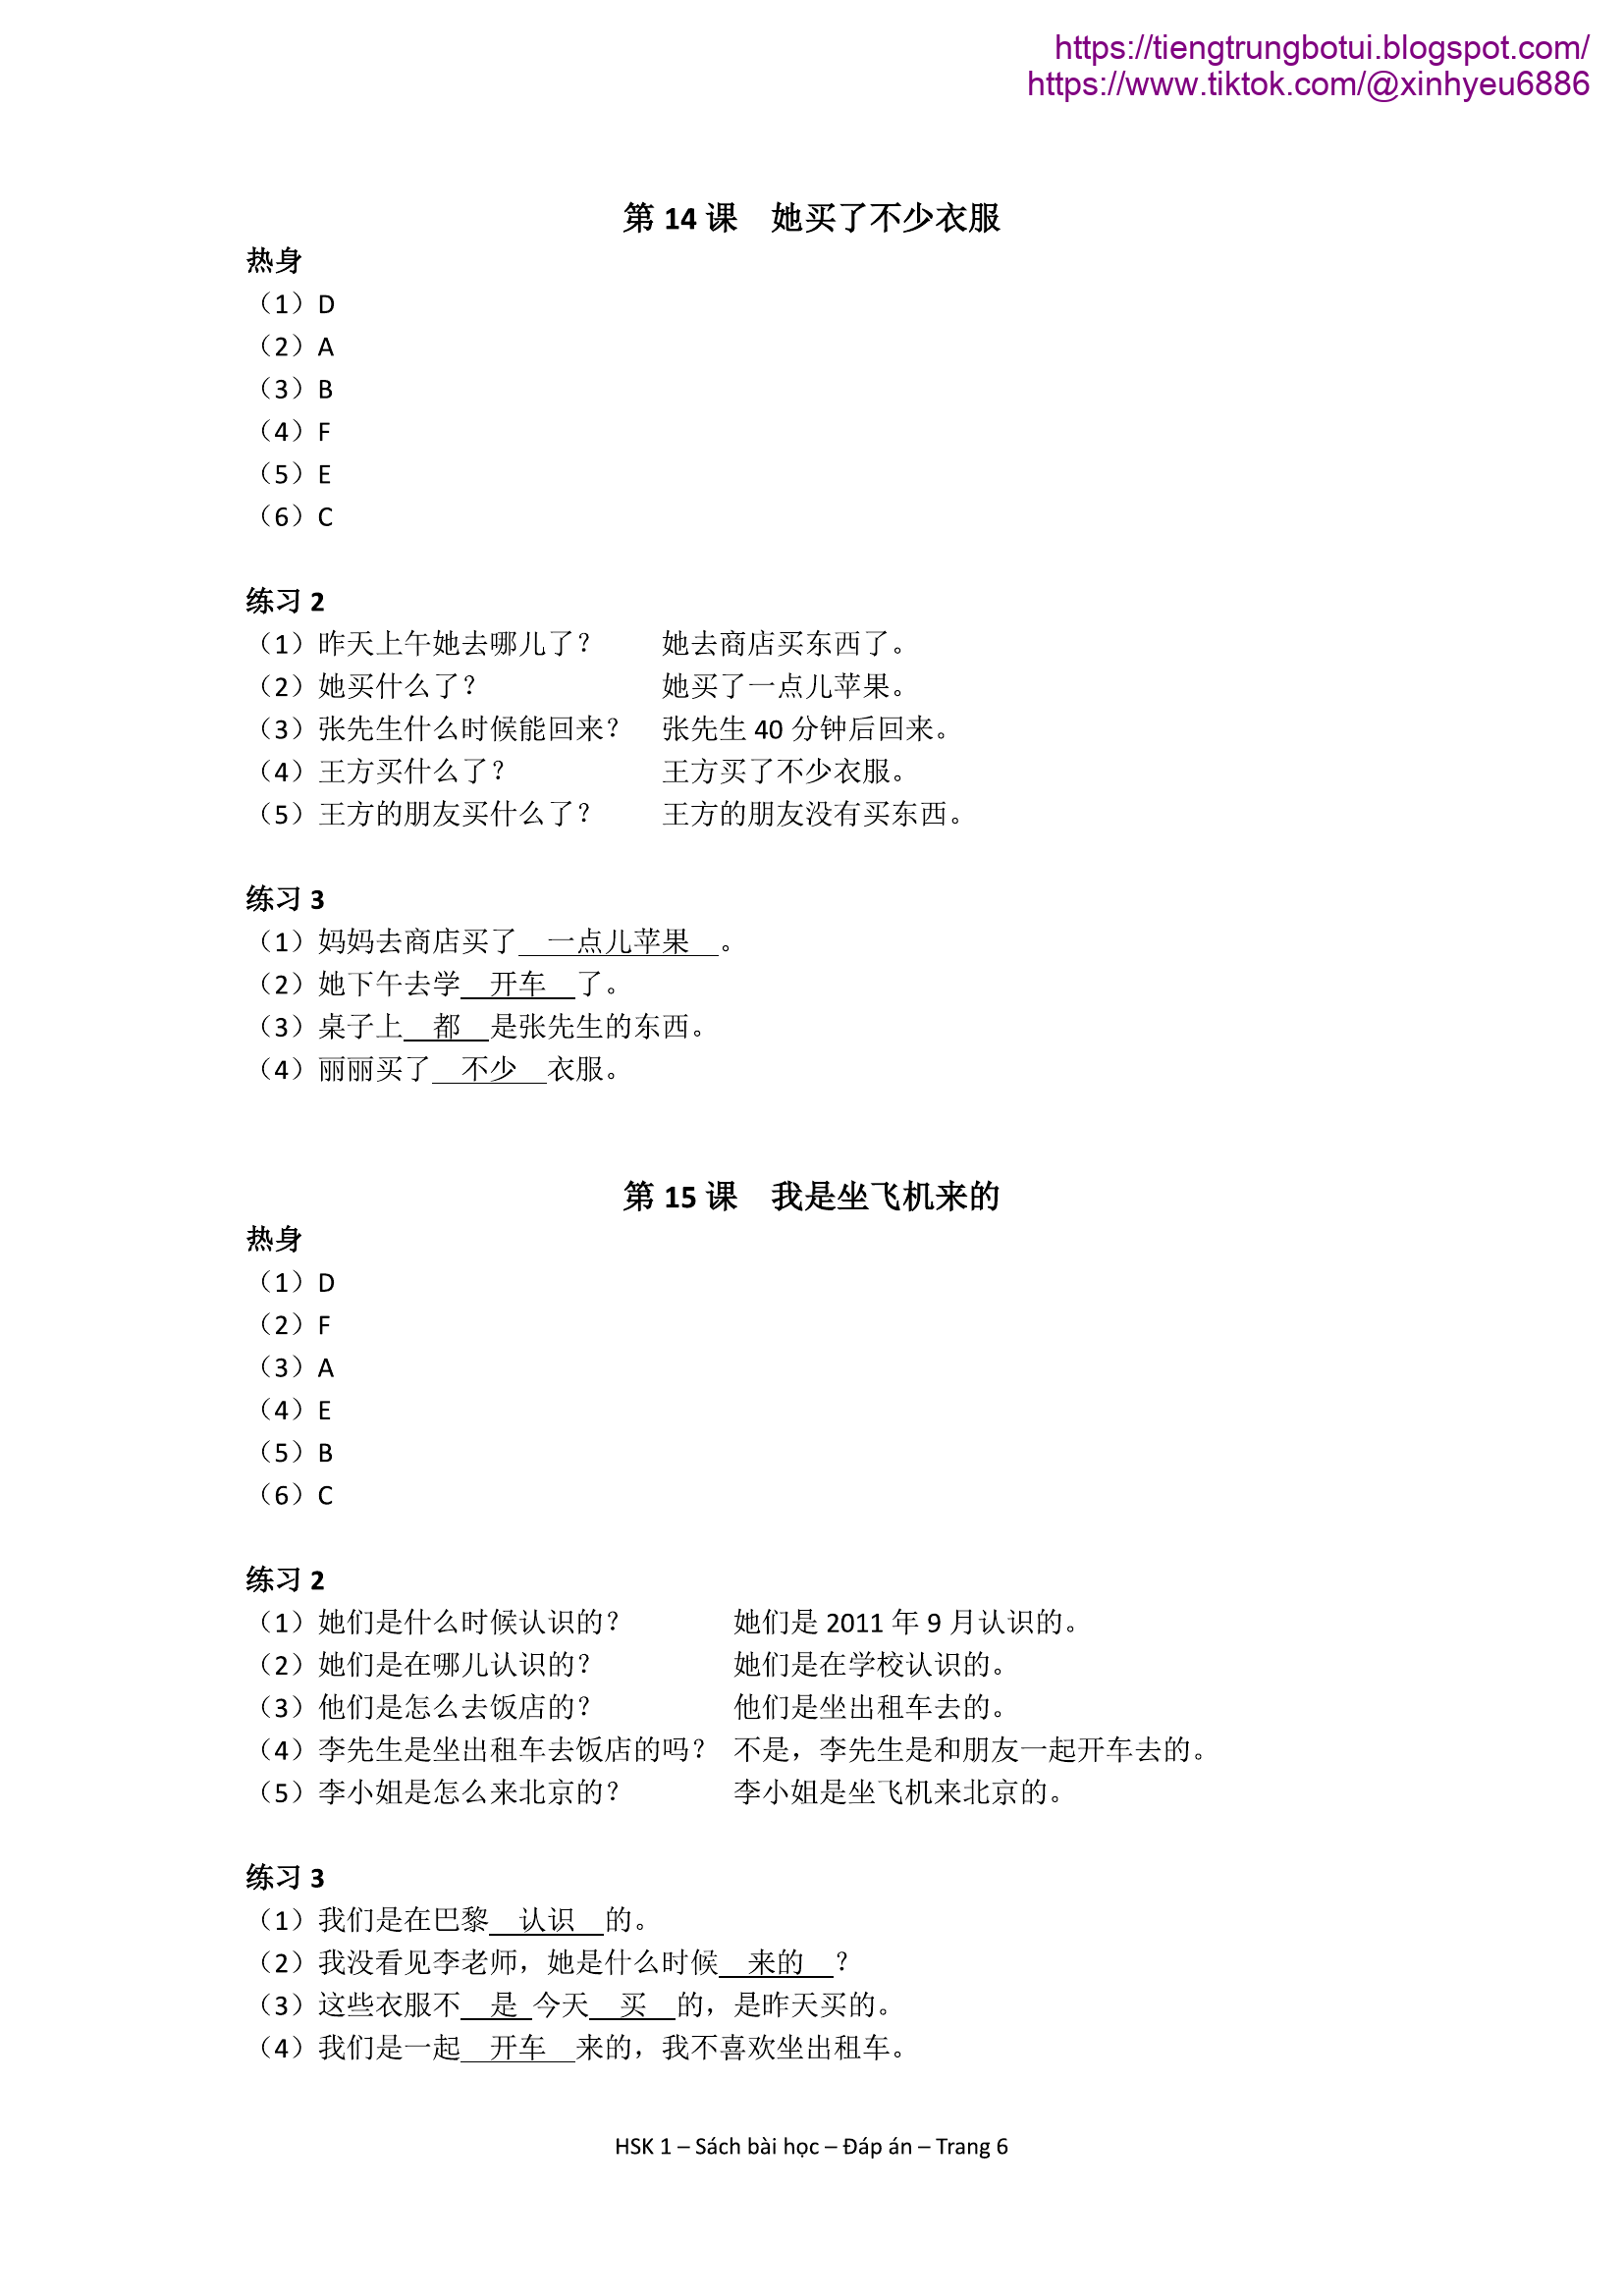 https://tiengtrungbotui.blogspot.com/
https://www.tiktok.com/@xinhyeu6886
第 14 课　她买了不少衣服
热身
（1）D
（2）A
（3）B
（4）F
（5）E
（6）C
练习 2
（1）昨天上午她去哪儿了？　　她去商店买东西了。
（2）她买什么了？　　她买了一点儿苹果。
（3）张先生什么时候能回来？　　张先生 40 分钟后回来。
（4）王方买什么了？　　王方买了不少衣服。
（5）王方的朋友买什么了？　　王方的朋友没有买东西。
练习 3
（1）妈妈去商店买了　一点儿苹果　。
（2）她下午去学　开车　了。
（3）桌子上　都　是张先生的东西。
（4）丽丽买了　不少　衣服。
第 15 课　我是坐飞机来的
热身
（1）D
（2）F
（3）A
（4）E
（5）B
（6）C
练习 2
（1）她们是什么时候认识的？　　她们是 2011 年 9 月认识的。
（2）她们是在哪儿认识的？　　她们是在学校认识的。
（3）他们是怎么去饭店的？　　他们是坐出租车去的。
（4）李先生是坐出租车去饭店的吗？　不是，李先生是和朋友一起开车去的。
（5）李小姐是怎么来北京的？　　李小姐是坐飞机来北京的。
练习 3
（1）我们是在巴黎　认识　的。
（2）我没看见李老师，她是什么时候　来的　？
（3）这些衣服不　是 今天　买　的，是昨天买的。
（4）我们是一起　开车　来的，我不喜欢坐出租车。
HSK 1 – Sách bài học – Đáp án – Trang 6